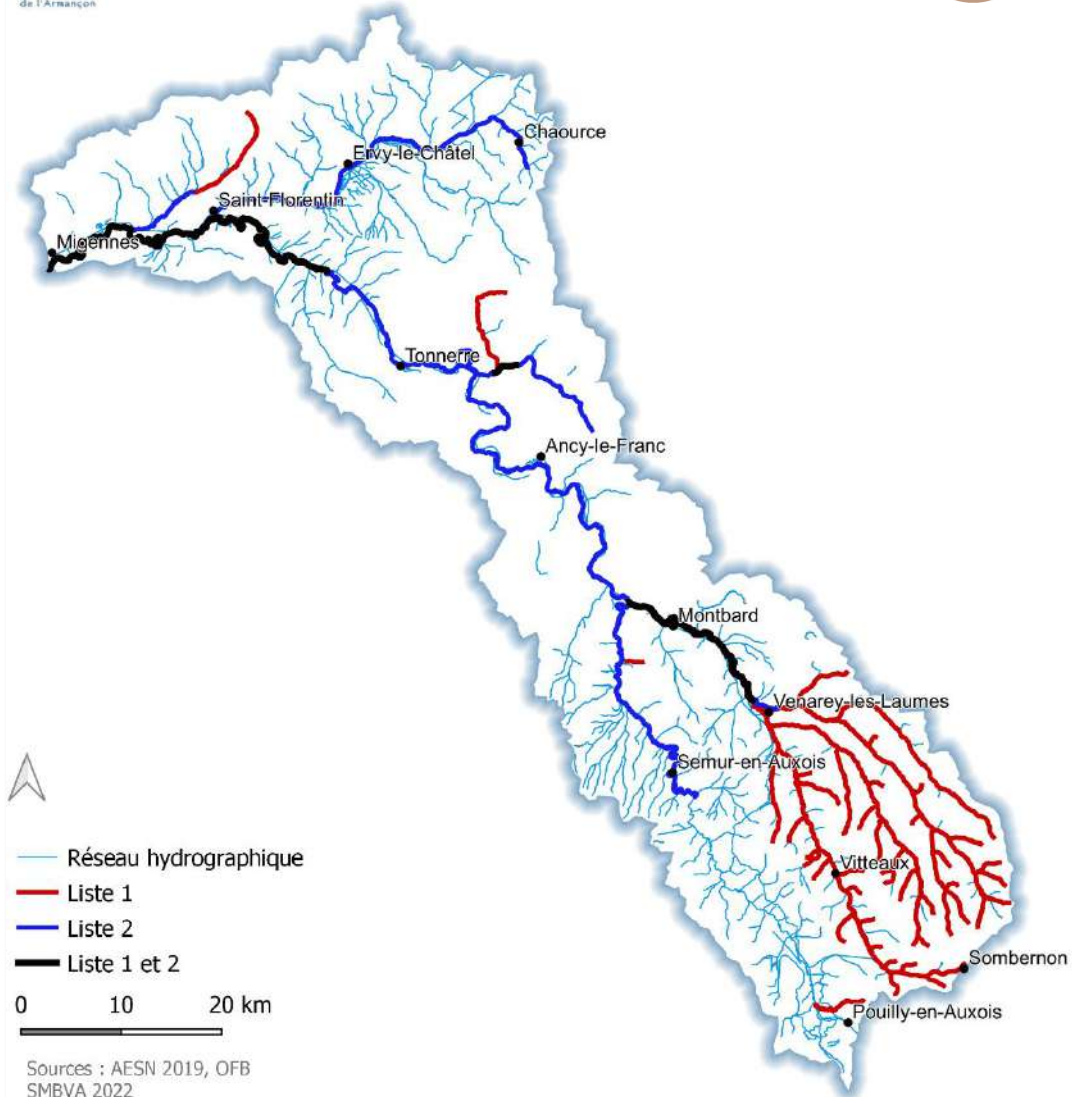 de l'Armançon
Chaource
Ervy-le-Châtel
Saint-Florentin
Migennes
Tonnerre
Ancy-le-Franc
Montbard
Venarey-les-Laumes
Semur-en-Auxois
Vitteaux
Sombernon
Pouilly-en-Auxois
Réseau hydrographique
Liste 1
Liste 2
Liste 1 et 2
0 10 20 km
Sources : AESN 2019, OFB
SMBVA 2022